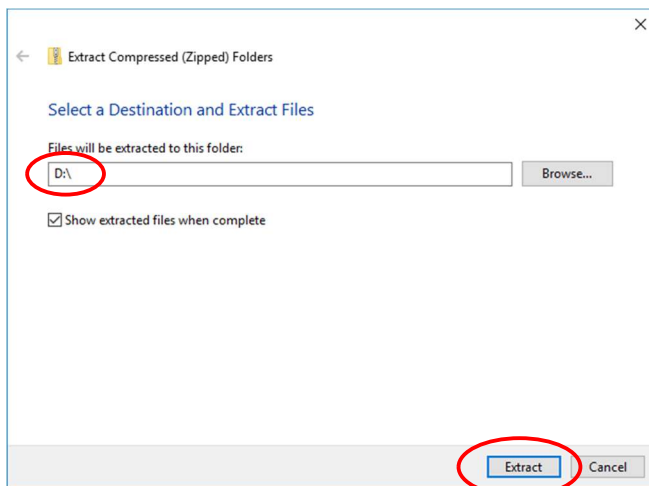 Extract Compressed (Zipped) Folders
Select a Destination and Extract Files
Files will be extracted to this folder:
D:\ Browse...
Show extracted files when complete
Extract Cancel